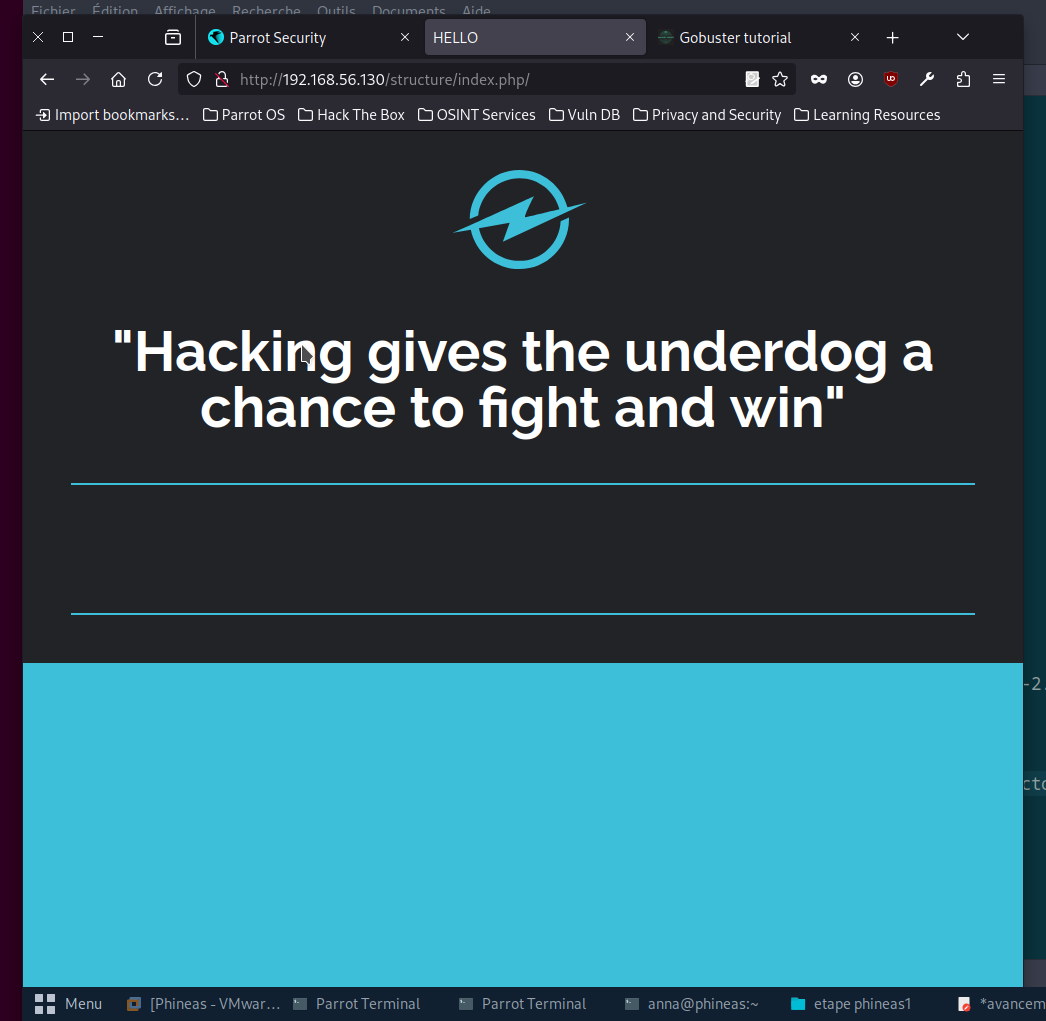 Fichier Édition Affichage Recherche Outils Documents Aide
Parrot Security HELLO Gobuster tutorial
http://192.168.56.130/structure/index.php/
Import bookmarks… Parrot OS Hack The Box OSINT Services Vuln DB Privacy and Security Learning Resources
"Hacking gives the underdog a
chance to fight and win"
-2.
Menu [Phineas - VMwar… Parrot Terminal Parrot Terminal anna@phineas:~ etape phineas1 *avancem